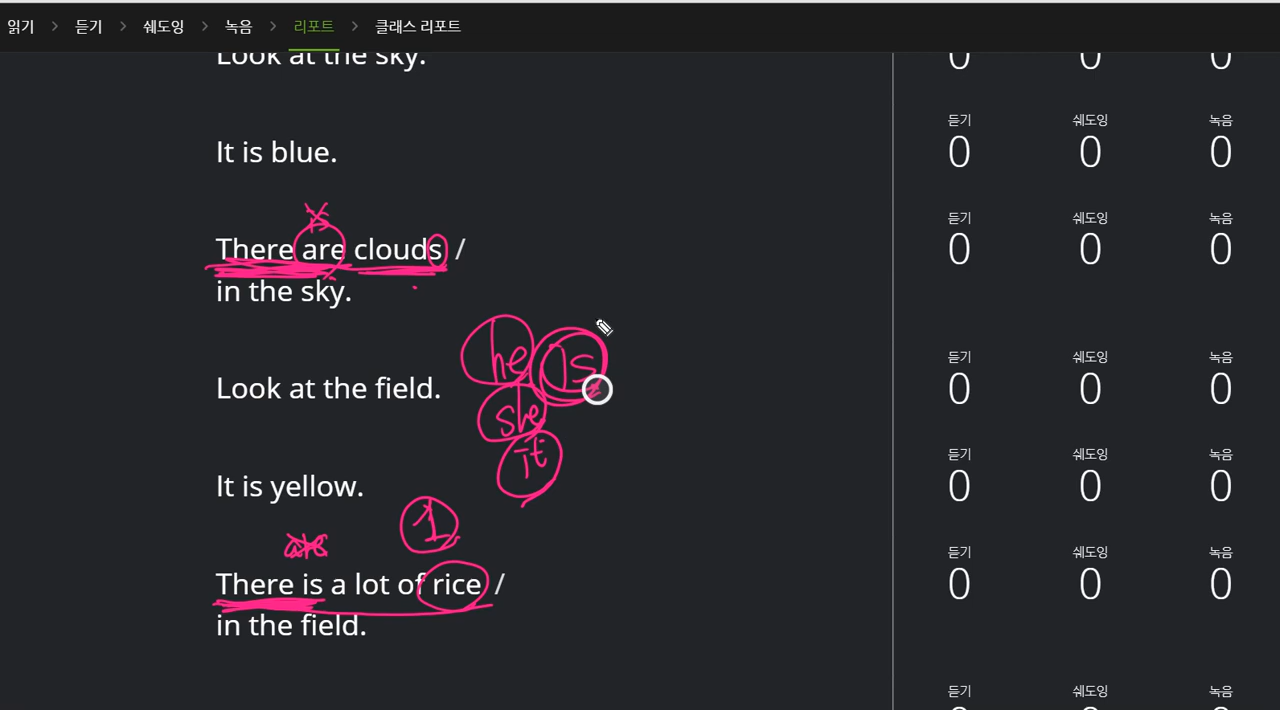 읽기 > 듣기 > 쉐도잉 > 녹음 > 리포트 > 클래스 리포트
Look at the sky.
0 0 0
It is blue.
듣기 쉐도잉 녹음
0 0 0
There are clouds /
in the sky.
듣기 쉐도잉 녹음
0 0 0
he is
she
it
Look at the field.
듣기 쉐도잉 녹음
0 0 0
It is yellow.
듣기 쉐도잉 녹음
0 0 0
1
are
There is a lot of rice /
in the field.
듣기 쉐도잉 녹음
0 0 0
듣기 쉐도잉 녹음